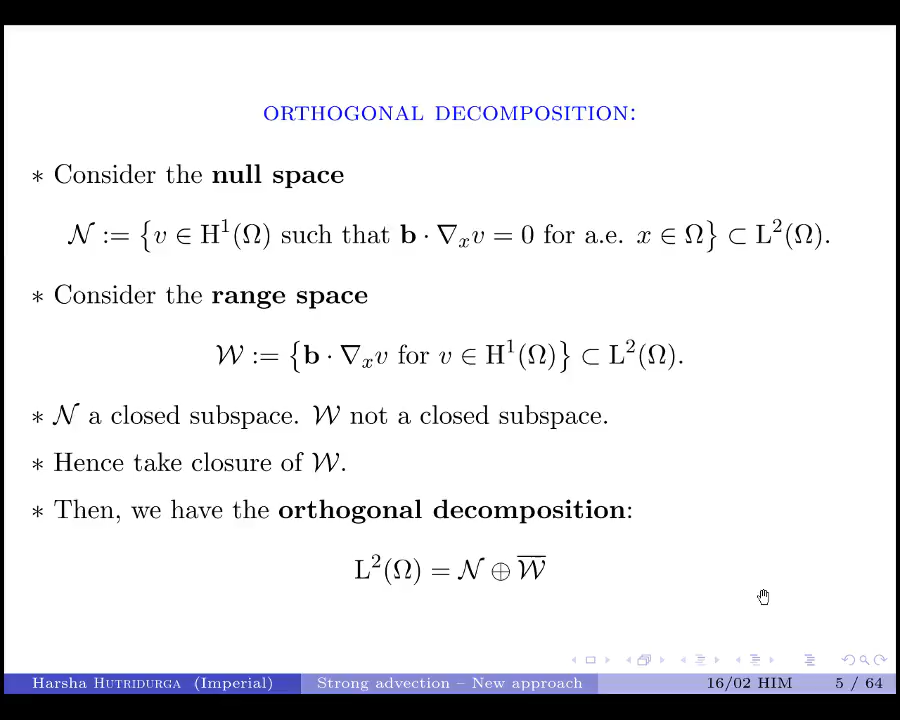 ORTHOGONAL DECOMPOSITION:
∗ Consider the null space
𝒩 := {v ∈ H¹(Ω) such that b · ∇ₓv = 0 for a.e. x ∈ Ω} ⊂ L²(Ω).
∗ Consider the range space
𝒲 := {b · ∇ₓv for v ∈ H¹(Ω)} ⊂ L²(Ω).
∗ 𝒩 a closed subspace. 𝒲 not a closed subspace.
∗ Hence take closure of 𝒲.
∗ Then, we have the orthogonal decomposition:
L²(Ω) = 𝒩 ⊕ 𝒲̅
Harsha HUTRIDURGA (Imperial) Strong advection – New approach 16/02 HIM 5 / 64